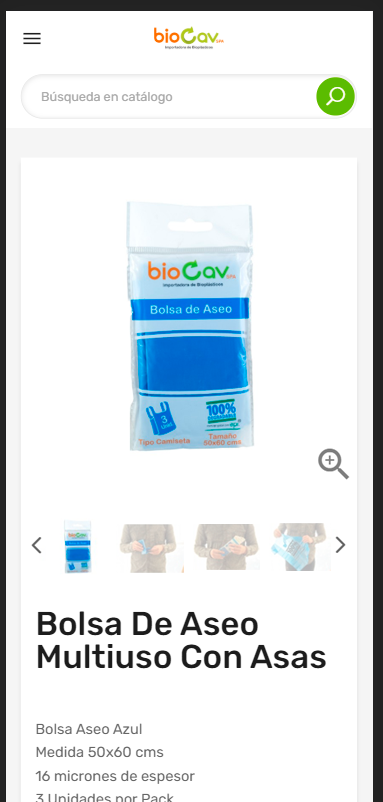 bioCav SPA
Importadora de Bioplásticos
Búsqueda en catálogo
bioCav SPA
Importadora de Bioplásticos
Bolsa de Aseo
3
100%
Tipo Camiseta
Tamaño
50x60 cms
Bolsa De Aseo
Multiuso Con Asas
Bolsa Aseo Azul
Medida 50x60 cms
16 micrones de espesor
3 Unidades por Pack